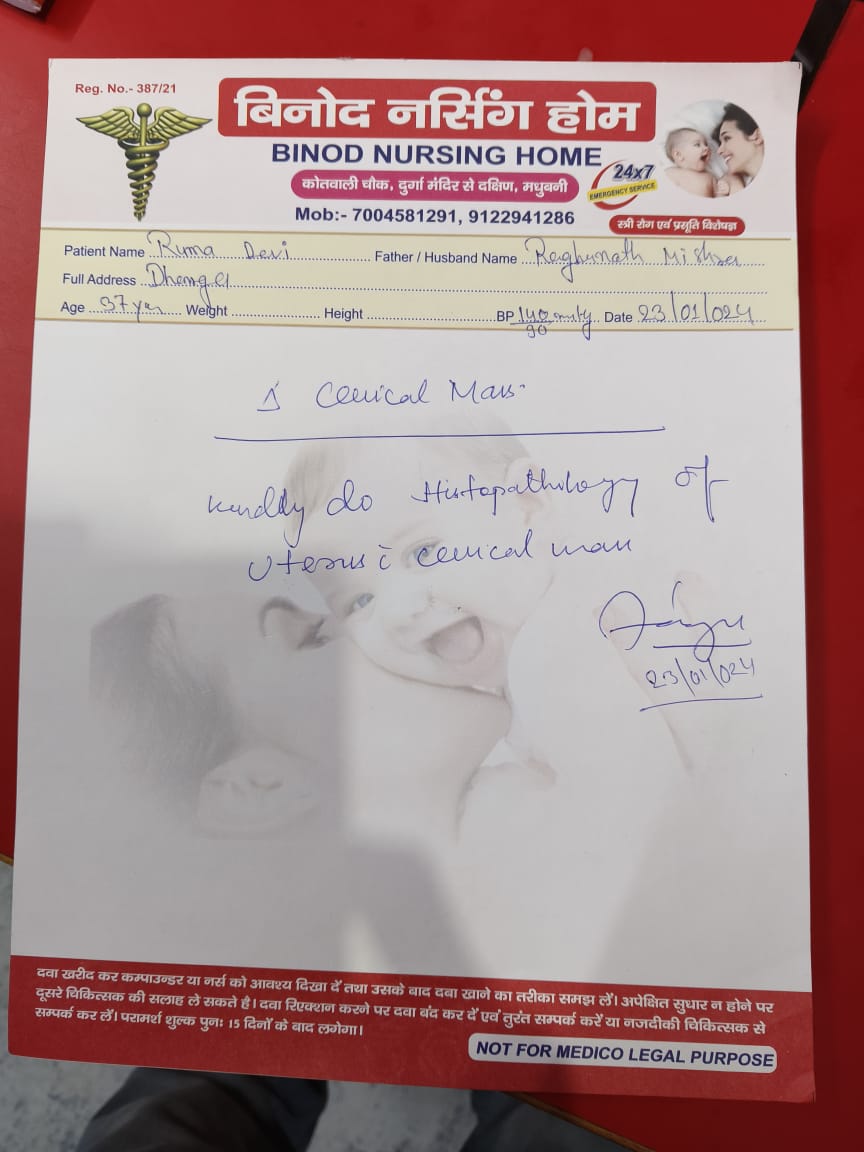 Reg. No.- 387/21
बिनोद नर्सिंग होम
BINOD NURSING HOME
कोतवाली चौक, दुर्गा मंदिर से दक्षिण, मधुबनी
24x7
EMERGENCY SERVICE
Mob:- 7004581291, 9122941286
स्त्री रोग एवं प्रसूति विशेषज्ञ
Patient Name Ruma Devi Father / Husband Name Raghunath Mishra
Full Address
Age 37 yrs Weight Height BP 140/90 mmHg Date 23/01/024
Cervical Mass
Kindly do Histopathology of
Uterus c̄ cervical mass
23/01/024
दवा खरीद कर कम्पाउन्डर या नर्स को आवश्य दिखा दें तथा उसके बाद दबा खाने का तरीका समझ लें। अपेक्षित सुधार न होने पर
दूसरे चिकित्सक की सलाह ले सकते है। दवा रिएक्शन करने पर दवा बंद कर दें एवं तुरंत सम्पर्क करें या नजदीकी चिकित्सक से
सम्पर्क कर लें। परामर्श शुल्क पुनः 15 दिनों के बाद लगेगा।
NOT FOR MEDICO LEGAL PURPOSE